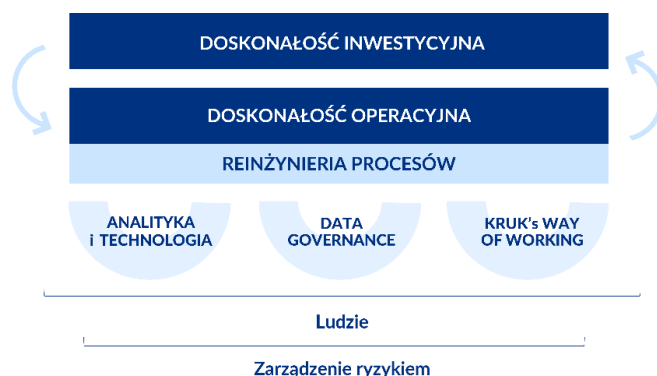 DOSKONAŁOŚĆ INWESTYCYJNA
DOSKONAŁOŚĆ OPERACYJNA
REINŻYNIERIA PROCESÓW
ANALITYKA
i TECHNOLOGIA
DATA
GOVERNANCE
KRUK's WAY
OF WORKING
Ludzie
Zarządzenie ryzykiem